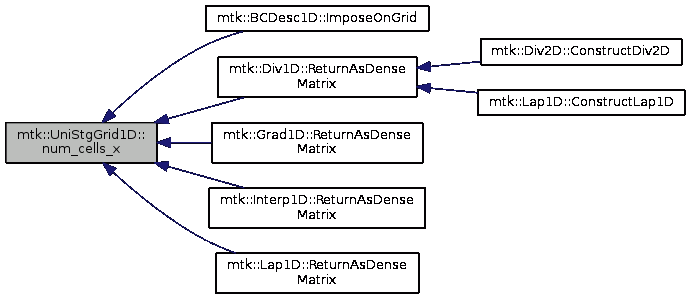 mtk::BCDesc1D::ImposeOnGrid
mtk::Div1D::ReturnAsDense
Matrix
mtk::Div2D::ConstructDiv2D
mtk::Lap1D::ConstructLap1D
mtk::UniStgGrid1D::
num_cells_x
mtk::Grad1D::ReturnAsDense
Matrix
mtk::Interp1D::ReturnAsDense
Matrix
mtk::Lap1D::ReturnAsDense
Matrix